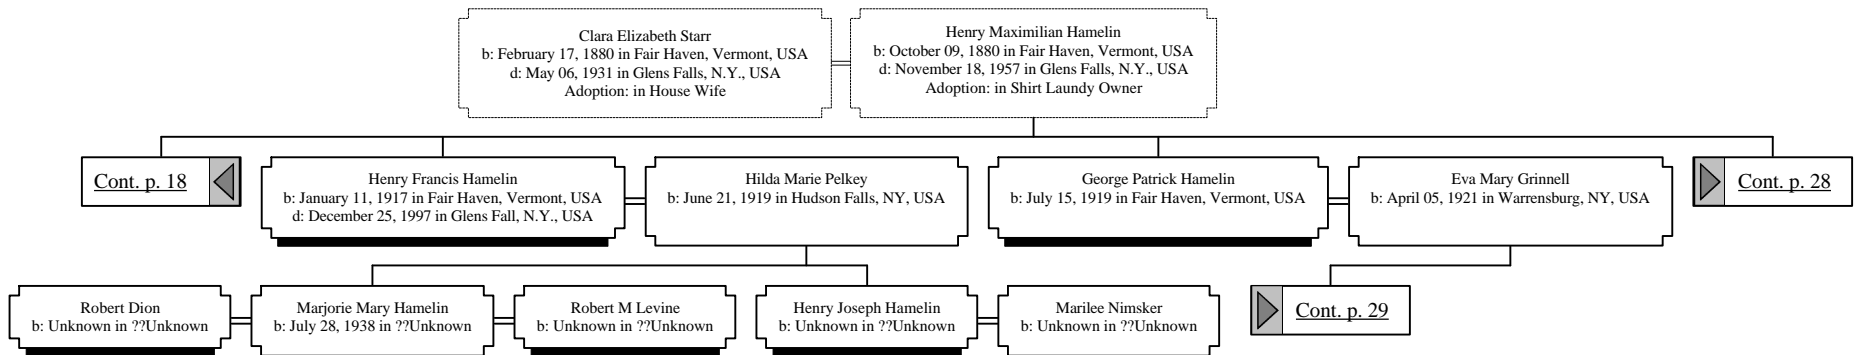 Clara Elizabeth Starr
b: February 17, 1880 in Fair Haven, Vermont, USA
d: May 06, 1931 in Glens Falls, N.Y., USA
Adoption: in House Wife
Henry Maximilian Hamelin
b: October 09, 1880 in Fair Haven, Vermont, USA
d: November 18, 1957 in Glens Falls, N.Y., USA
Adoption: in Shirt Laundy Owner
Cont. p. 18
Henry Francis Hamelin
b: January 11, 1917 in Fair Haven, Vermont, USA
d: December 25, 1997 in Glens Fall, N.Y., USA
Hilda Marie Pelkey
b: June 21, 1919 in Hudson Falls, NY, USA
George Patrick Hamelin
b: July 15, 1919 in Fair Haven, Vermont, USA
Eva Mary Grinnell
b: April 05, 1921 in Warrensburg, NY, USA
Cont. p. 28
Robert Dion
b: Unknown in ??Unknown
Marjorie Mary Hamelin
b: July 28, 1938 in ??Unknown
Robert M Levine
b: Unknown in ??Unknown
Henry Joseph Hamelin
b: Unknown in ??Unknown
Marilee Nimsker
b: Unknown in ??Unknown
Cont. p. 29